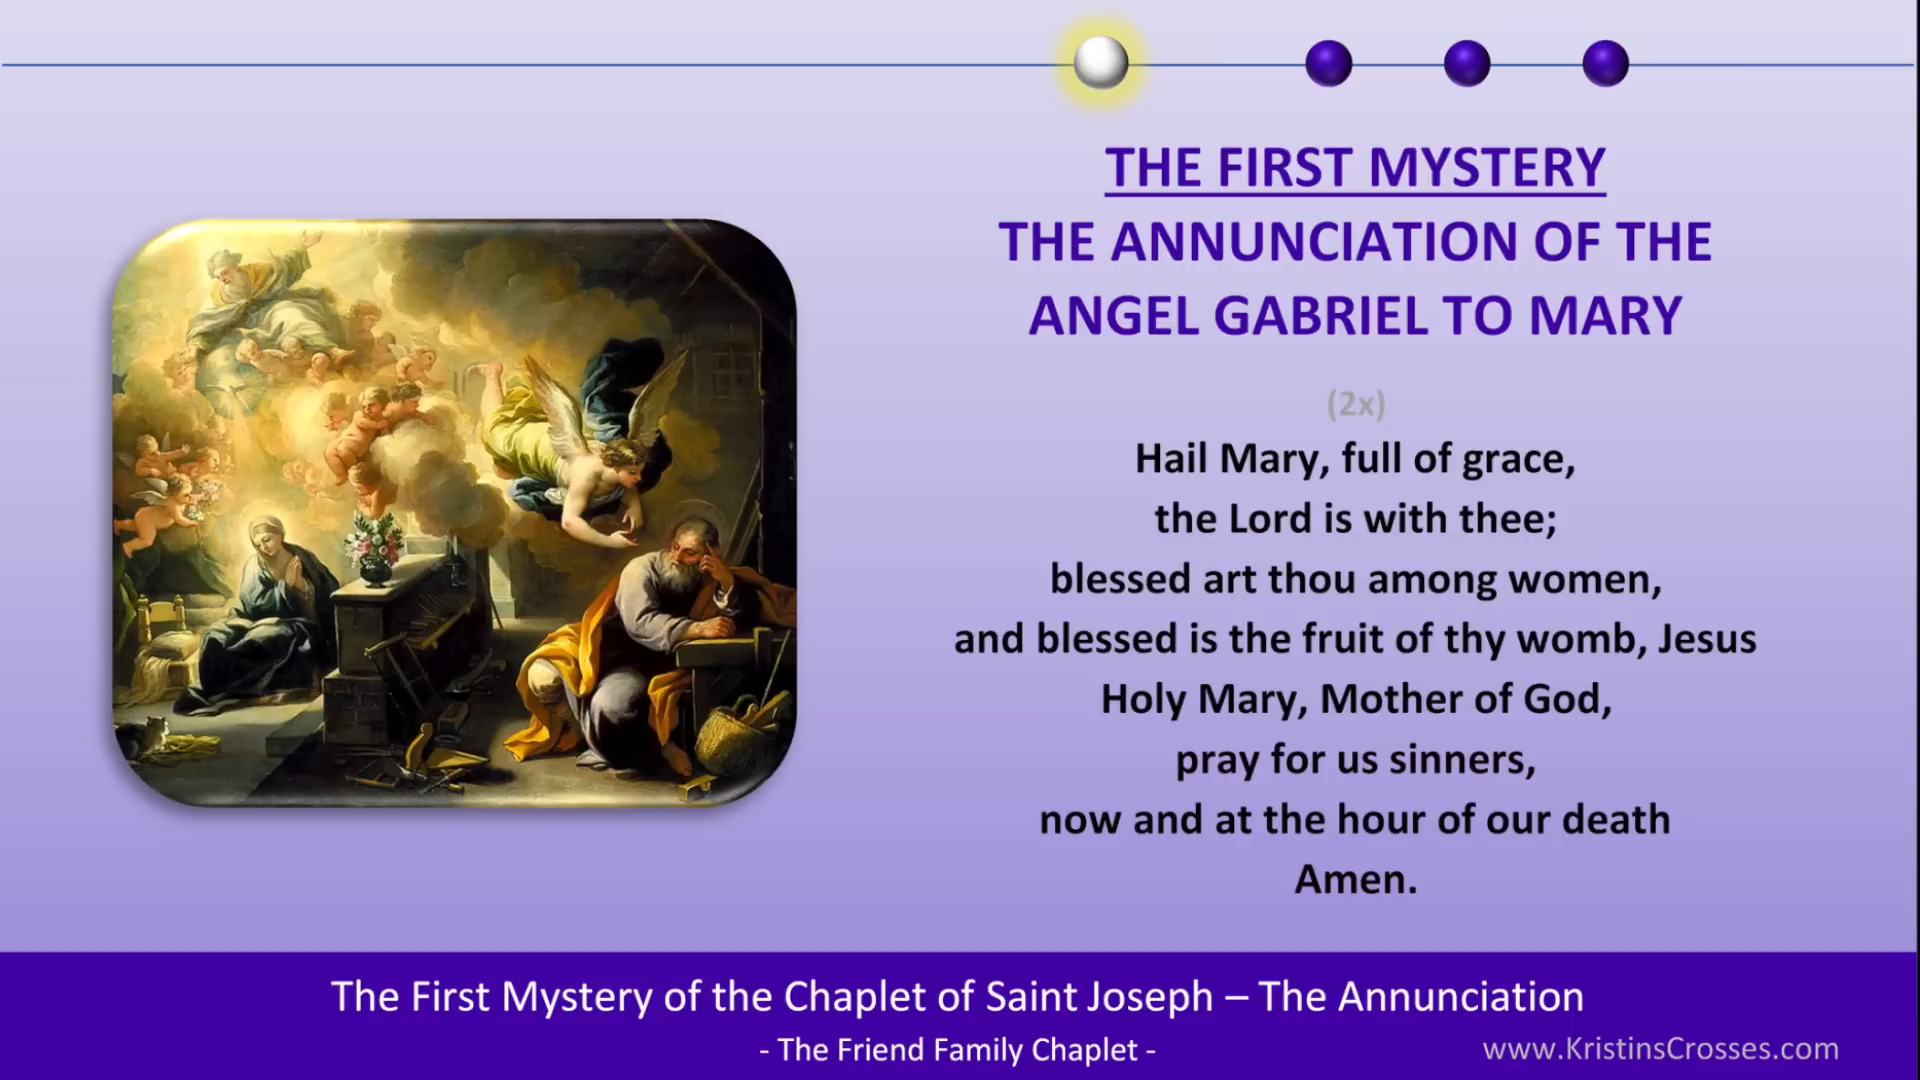 THE FIRST MYSTERY
THE ANNUNCIATION OF THE
ANGEL GABRIEL TO MARY
(2x)
Hail Mary, full of grace,
the Lord is with thee;
blessed art thou among women,
and blessed is the fruit of thy womb, Jesus
Holy Mary, Mother of God,
pray for us sinners,
now and at the hour of our death
Amen.
The First Mystery of the Chaplet of Saint Joseph – The Annunciation
- The Friend Family Chaplet -
www.KristinsCrosses.com